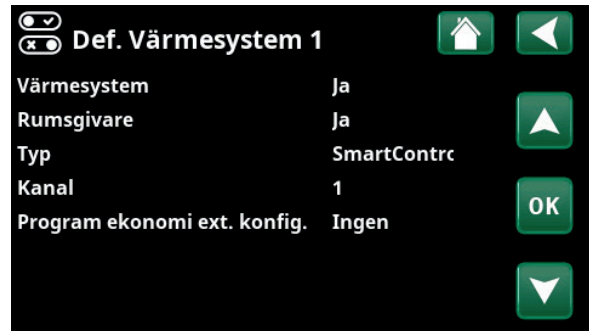 Def. Värmesystem 1
Värmesystem Ja
Rumsgivare Ja
Typ SmartContrc
Kanal 1
OK
Program ekonomi ext. konfig. Ingen